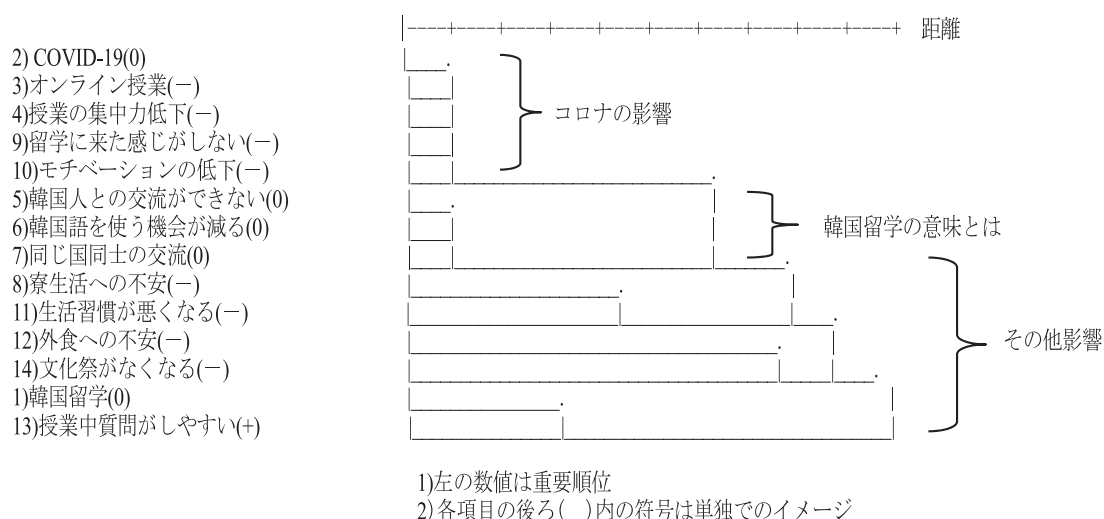 距離
2) COVID-19(0)
3)オンライン授業(－)
4)授業の集中力低下(－)
コロナの影響
9)留学に来た感じがしない(－)
10)モチベーションの低下(－)
5)韓国人との交流ができない(0)
6)韓国語を使う機会が減る(0)
韓国留学の意味とは
7)同じ国同士の交流(0)
8)寮生活への不安(－)
11)生活習慣が悪くなる(－)
12)外食への不安(－)
その他影響
14)文化祭がなくなる(－)
1)韓国留学(0)
13)授業中質問がしやすい(+)
1)左の数値は重要順位
2)各項目の後ろ(　)内の符号は単独でのイメージ